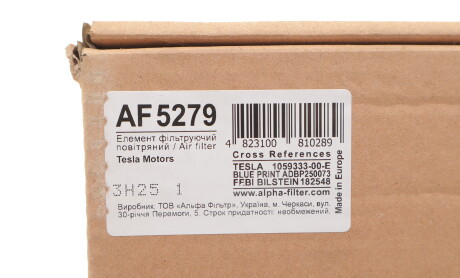 AF 5279
Елемент фільтруючий
повітряний / Air filter
Tesla Motors
3H25 1
4 823100 810289
Cross References
TESLA 1059333-00-E
BLUE PRINT ADBP250073
FEBI BILSTEIN 182548
www.alpha-filter.com
Made in Europe
Виробник: ТОВ «Альфа Фільтр», Україна, м. Черкаси, вул.
30-річчя Перемоги, 5. Строк придатності: необмежений.